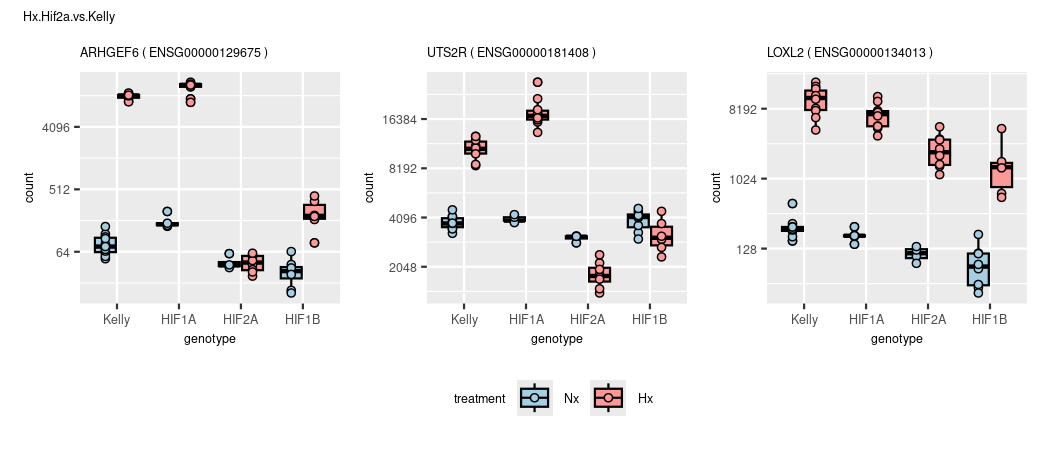 Hx.Hif2a.vs.Kelly
ARHGEF6 ( ENSG00000129675 )
count
4096
512
64
Kelly HIF1A HIF2A HIF1B
genotype
UTS2R ( ENSG00000181408 )
count
16384
8192
4096
2048
Kelly HIF1A HIF2A HIF1B
genotype
LOXL2 ( ENSG00000134013 )
count
8192
1024
128
Kelly HIF1A HIF2A HIF1B
genotype
treatment Nx Hx